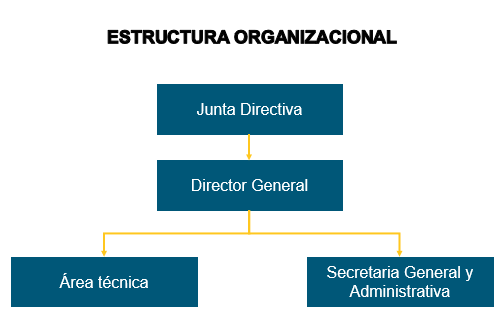 ESTRUCTURA ORGANIZACIONAL
Junta Directiva
Director General
Área técnica
Secretaria General y
Administrativa